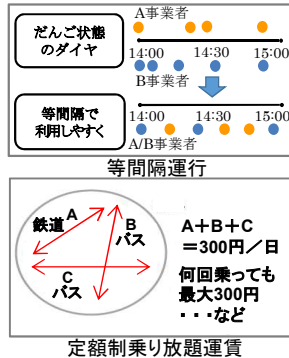 A事業者
だんご状態
のダイヤ
14:00 14:30 15:00
B事業者
等間隔で
利用しやすく
14:00 14:30 15:00
A/B事業者
等間隔運行
鉄道 A
B
バス
C
バス
A+B+C
=300円/日
何回乗っても
最大300円
・・・など
定額制乗り放題運賃